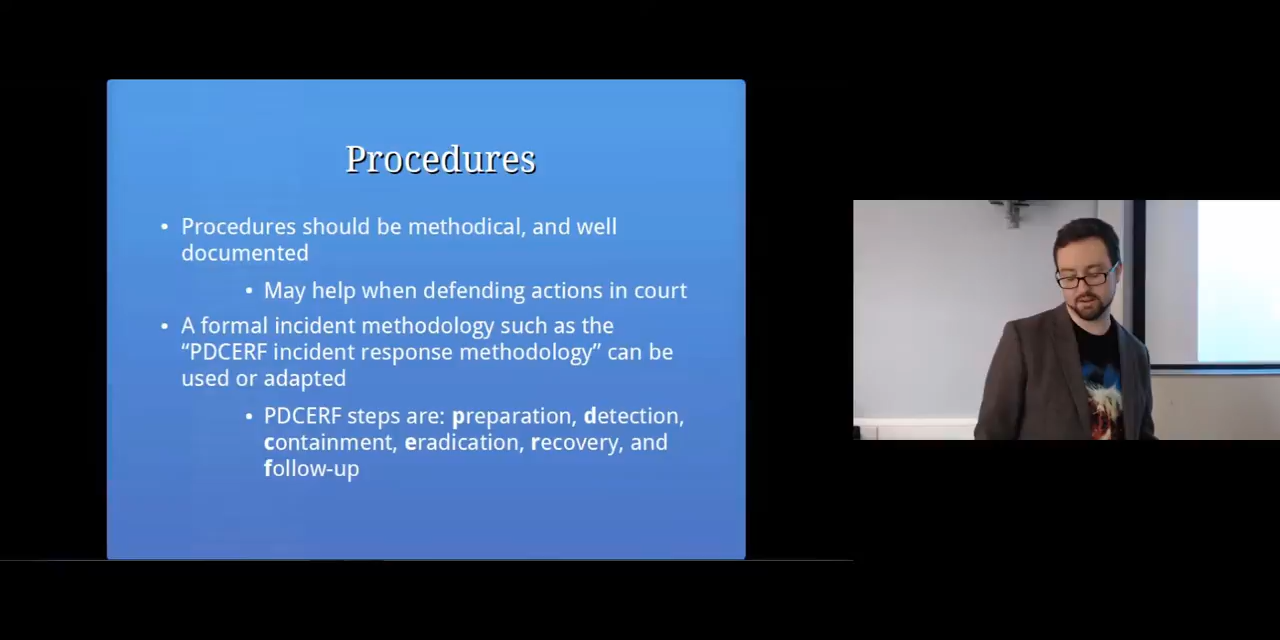 Procedures
• Procedures should be methodical, and well
documented
• May help when defending actions in court
• A formal incident methodology such as the
“PDCERF incident response methodology” can be
used or adapted
• PDCERF steps are: preparation, detection,
containment, eradication, recovery, and
follow-up